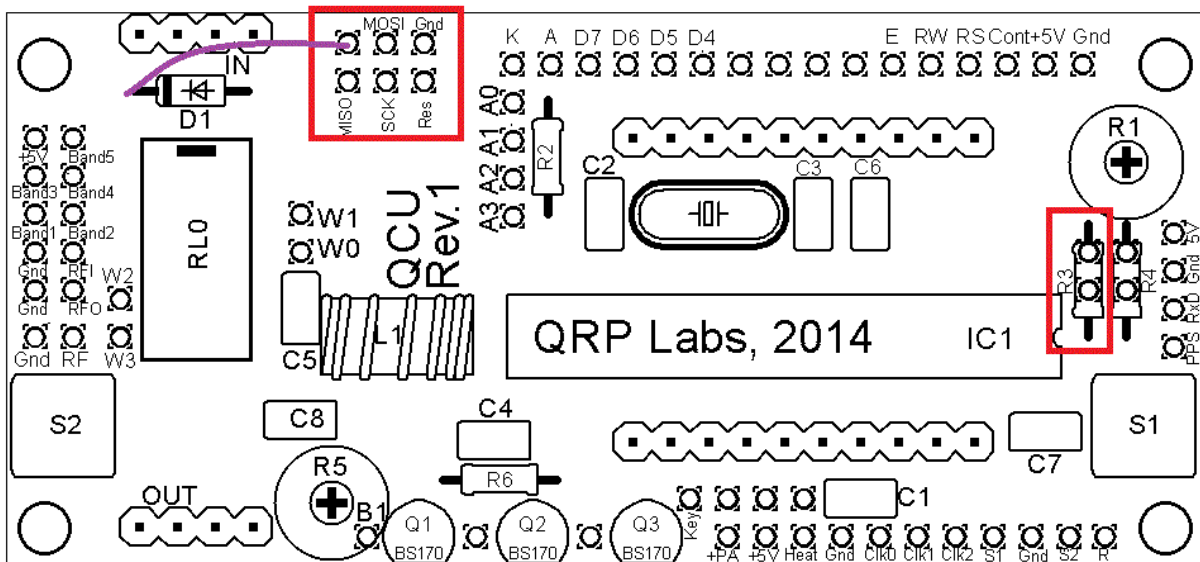 MOSI Gnd
K A D7 D6 D5 D4 E RW RS Cont +5V Gnd
IN
MISO SCK Res
D1
A0
A1
A2
A3
R2
R1
C2 C3 C6
+5V Band5
Band3 Band4
Band1 Band2
Gnd RFI
Gnd RFO
W2
Gnd RF W3
RL0
W1
W0
QCU
Rev.1
R3 R4
5V
Gnd
RxD
PPS
C5
L1
QRP Labs, 2014 IC1
S2
C8
C4
S1
R5
R6
C7
OUT
B1
Q1
BS170
Q2
BS170
Q3
BS170
Key
C1
+PA +5V Heat Gnd Clk0 Clk1 Clk2 S1 Gnd S2 R